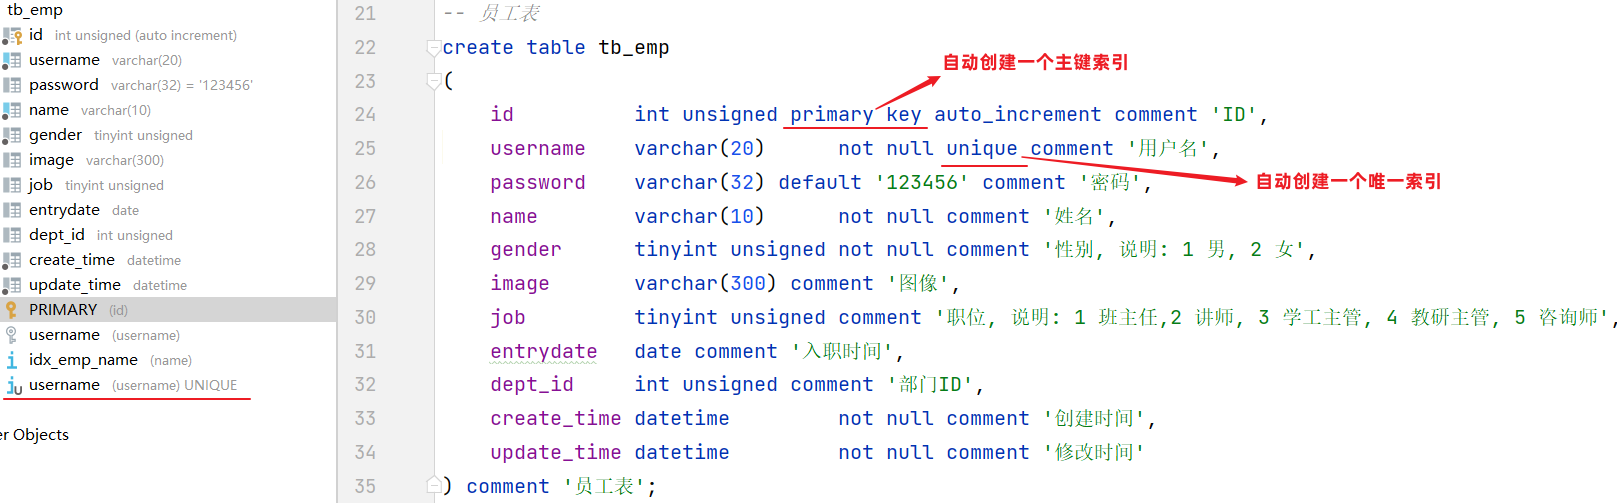 tb_emp
id int unsigned (auto increment)
username varchar(20)
password varchar(32) = '123456'
name varchar(10)
gender tinyint unsigned
image varchar(300)
job tinyint unsigned
entrydate date
dept_id int unsigned
create_time datetime
update_time datetime
PRIMARY (id)
username (username)
idx_emp_name (name)
username (username) UNIQUE
er Objects
21 -- 员工表
22 create table tb_emp
自动创建一个主键索引
23 (
24 id int unsigned primary key auto_increment comment 'ID',
25 username varchar(20) not null unique comment '用户名',
自动创建一个唯一索引
26 password varchar(32) default '123456' comment '密码',
27 name varchar(10) not null comment '姓名',
28 gender tinyint unsigned not null comment '性别, 说明: 1 男, 2 女',
29 image varchar(300) comment '图像',
30 job tinyint unsigned comment '职位, 说明: 1 班主任,2 讲师, 3 学工主管, 4 教研主管, 5 咨询师',
31 entrydate date comment '入职时间',
32 dept_id int unsigned comment '部门ID',
33 create_time datetime not null comment '创建时间',
34 update_time datetime not null comment '修改时间'
35 ) comment '员工表';